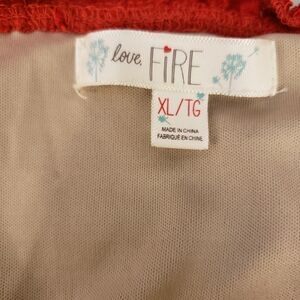 love, FIRE
XL/TG
MADE IN CHINA
FABRIQUÉ EN CHINE